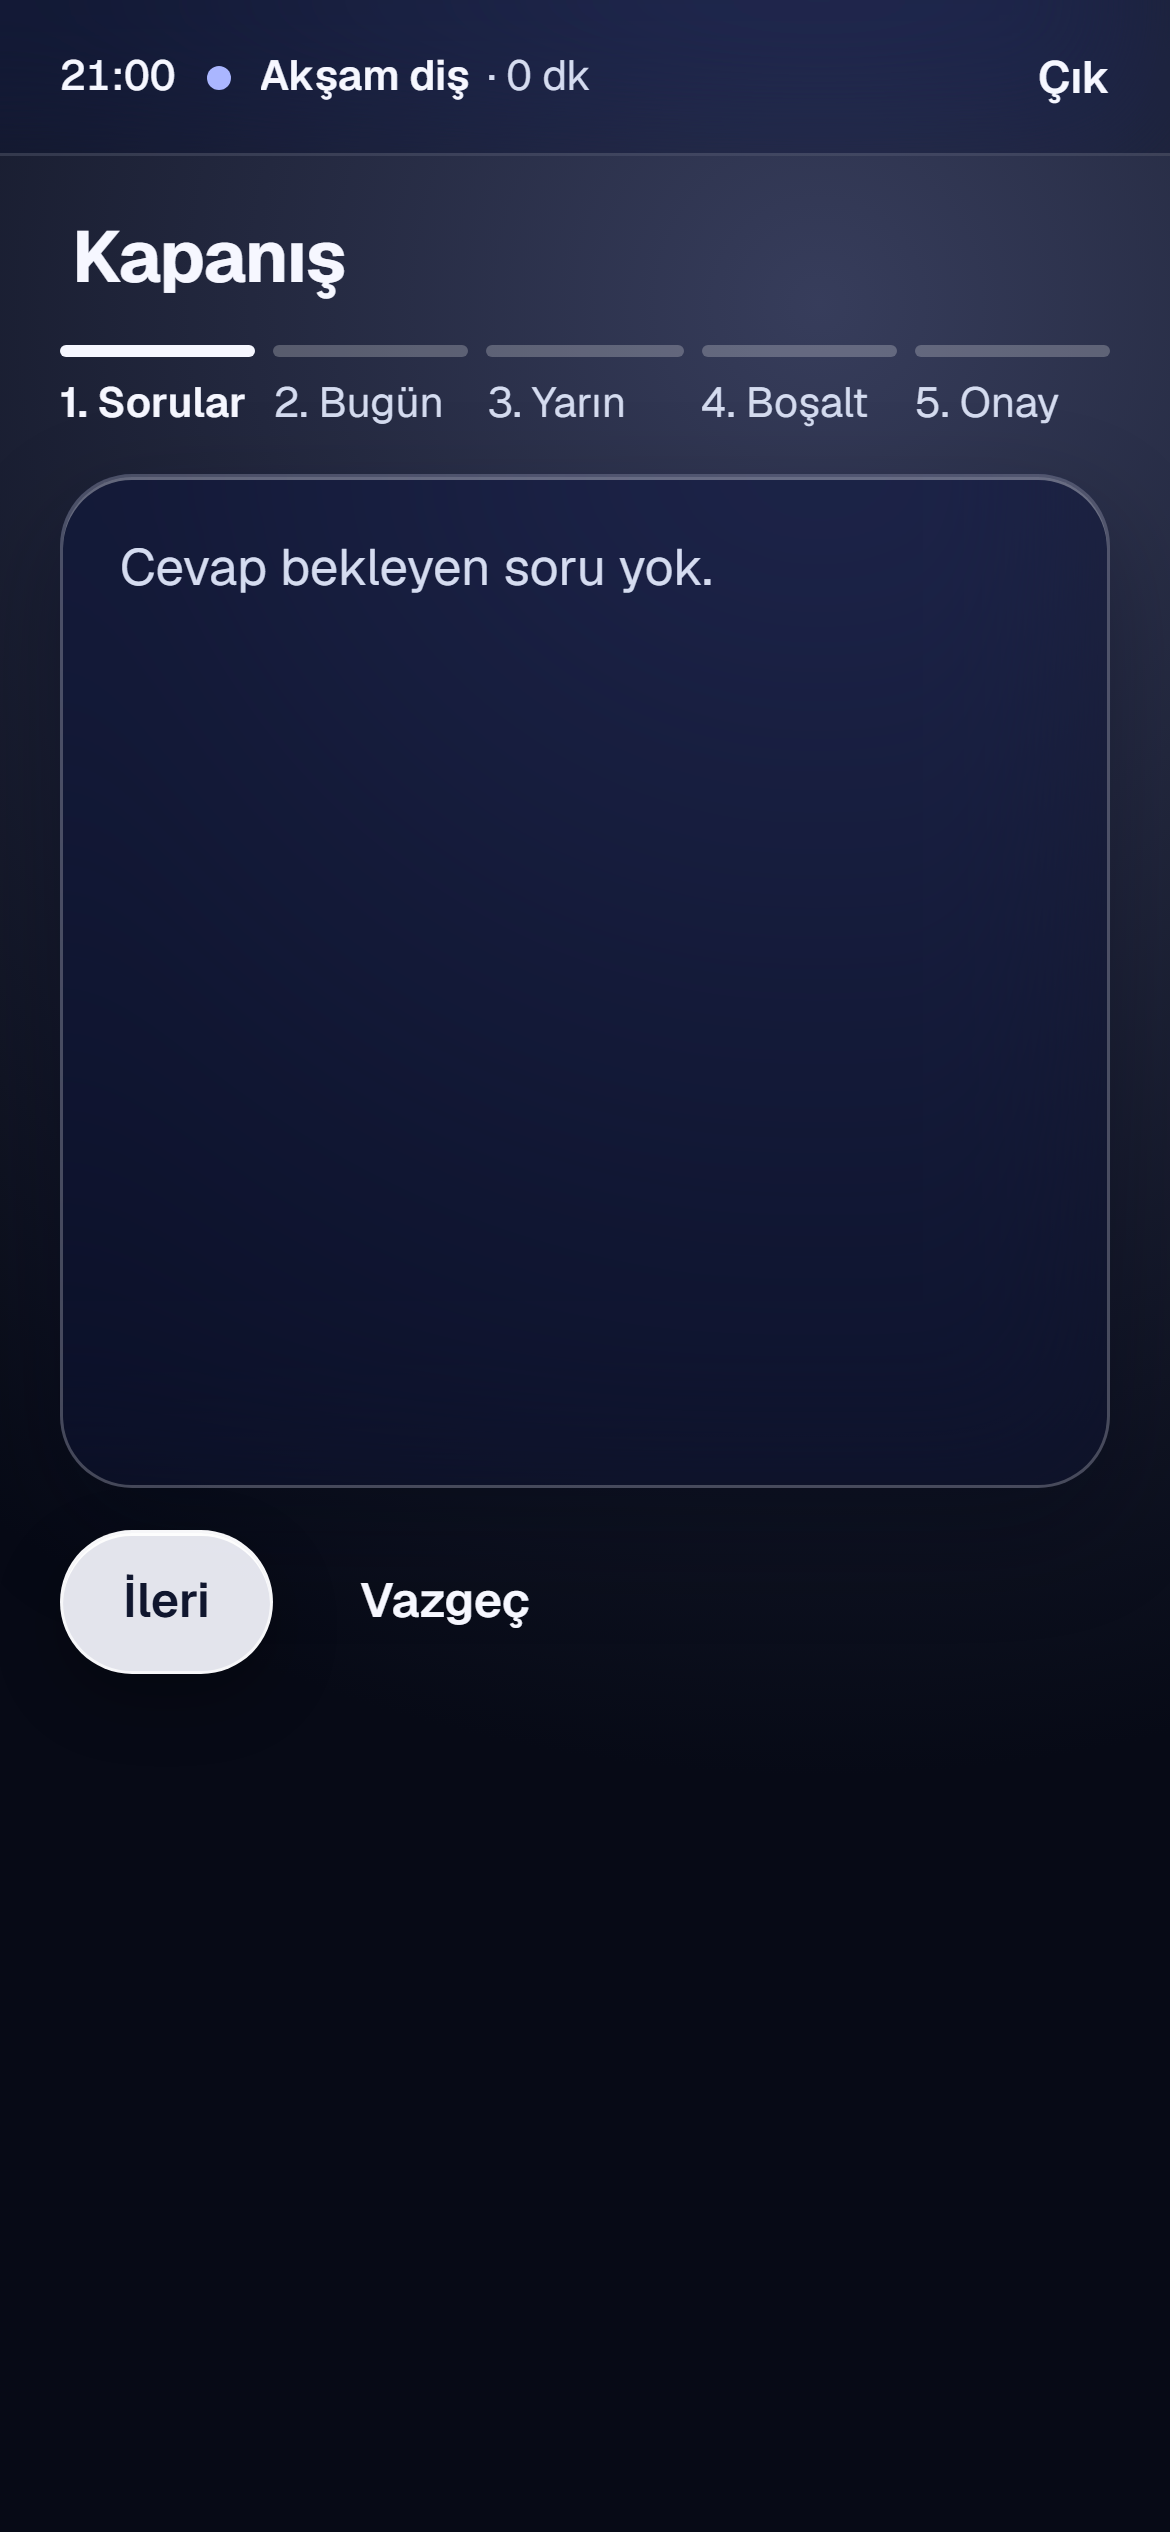 21:00 Akşam diş · 0 dk Çık
Kapanış
1. Sorular 2. Bugün 3. Yarın 4. Boşalt 5. Onay
Cevap bekleyen soru yok.
İleri Vazgeç